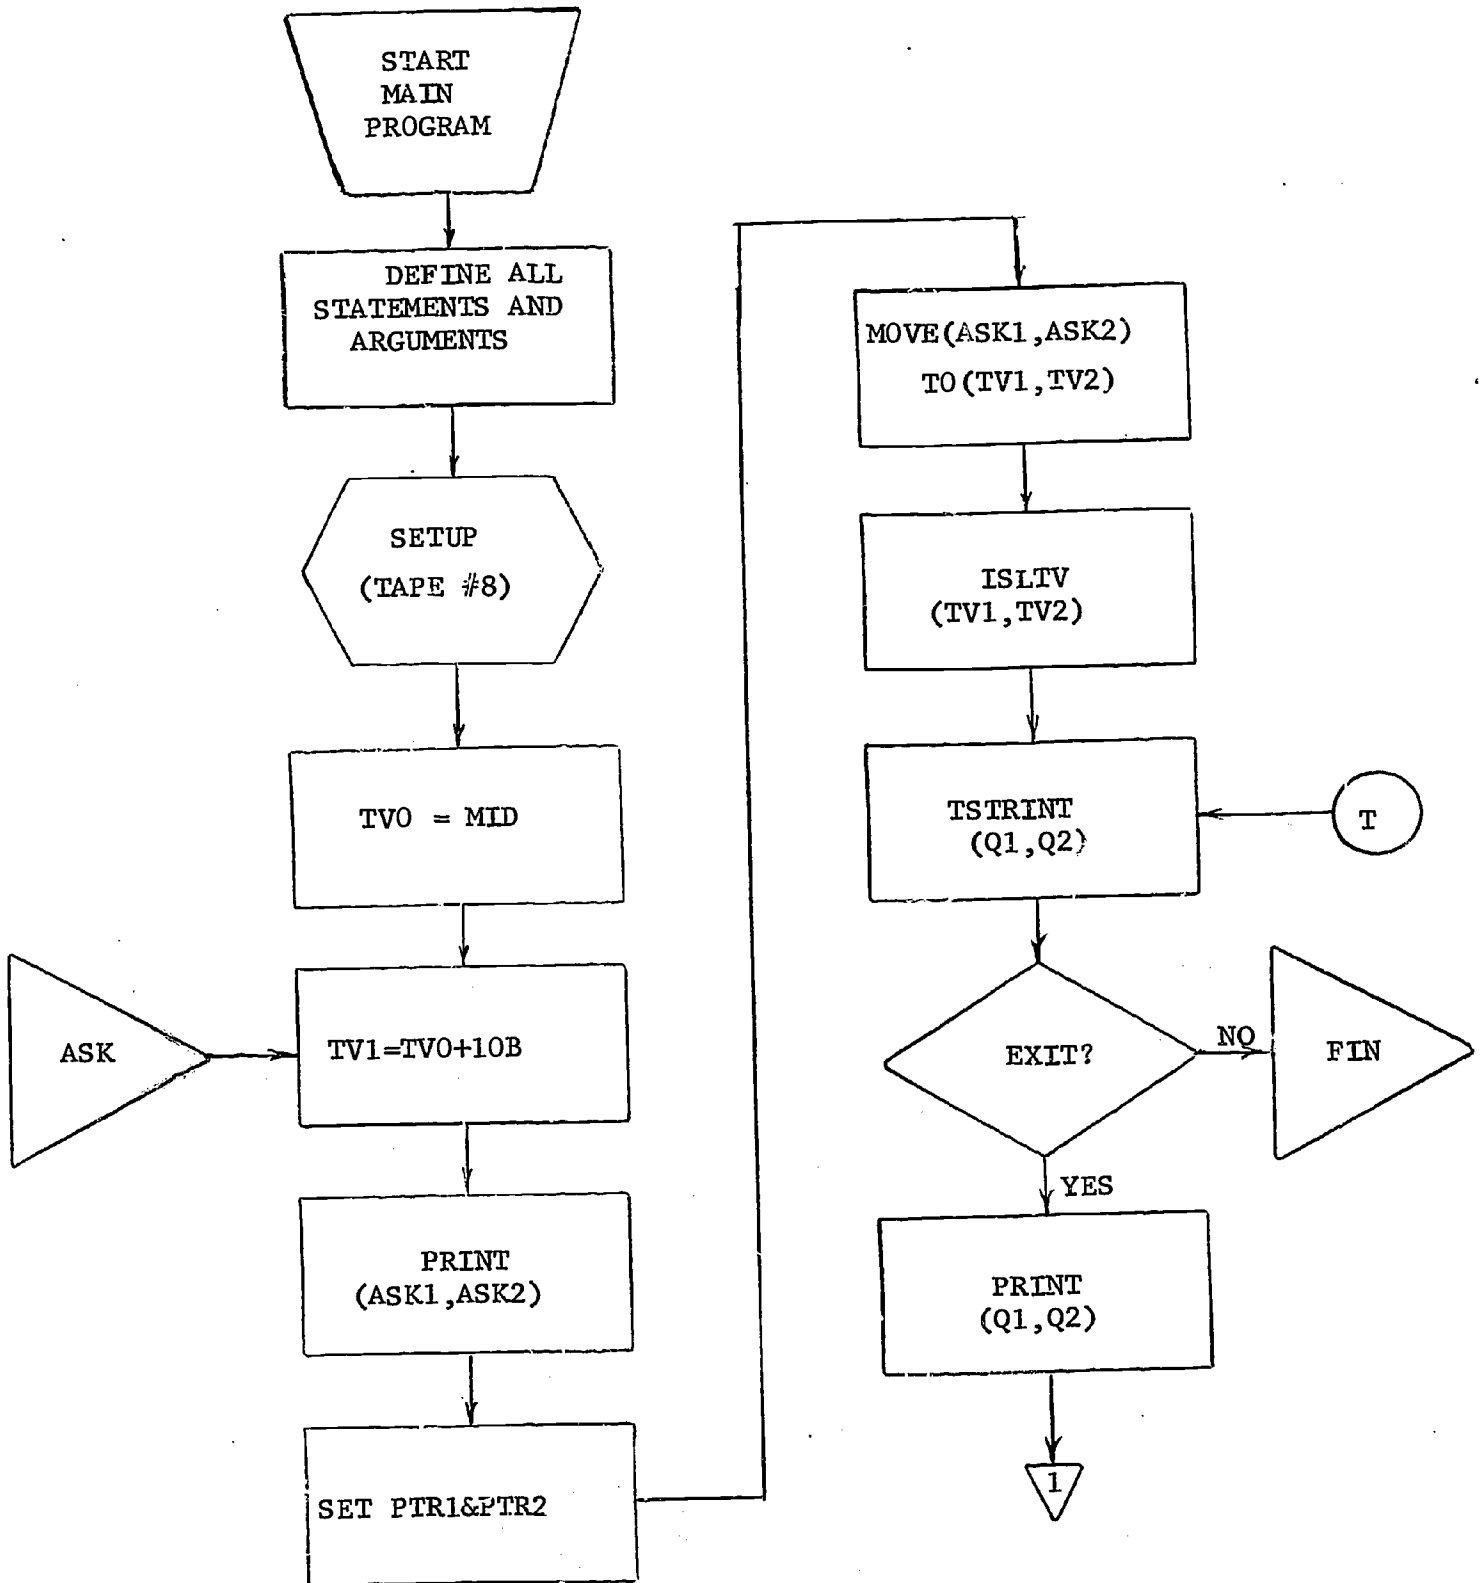 START
MAIN
PROGRAM
DEFINE ALL
STATEMENTS AND
ARGUMENTS
SETUP
(TAPE #8)
TV0 = MID
ASK
TV1=TV0+10B
PRINT
(ASK1,ASK2)
SET PTR1&PTR2
MOVE(ASK1,ASK2)
TO(TV1,TV2)
ISLTV
(TV1,TV2)
TSTRINT
(Q1,Q2)
T
EXIT?
NO
FIN
YES
PRINT
(Q1,Q2)
1